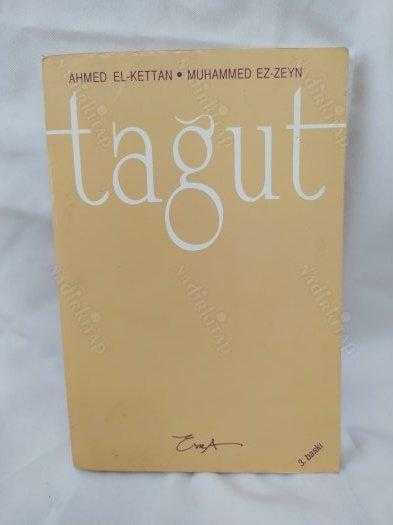 AHMED EL-KETTAN • MUHAMMED EZ-ZEYN
tağut
3. baskı